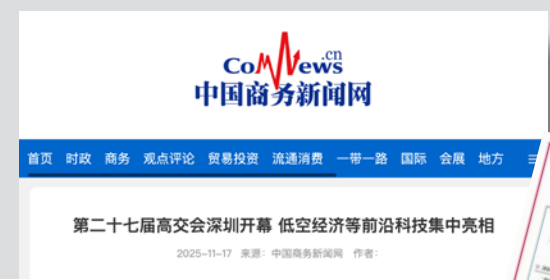 ComNews.cn
中国商务新闻网
首页 时政 商务 观点评论 贸易投资 流通消费 一带一路 国际 会展 地方
第二十七届高交会深圳开幕 低空经济等前沿科技集中亮相
2025-11-17 来源：中国商务新闻网 作者：